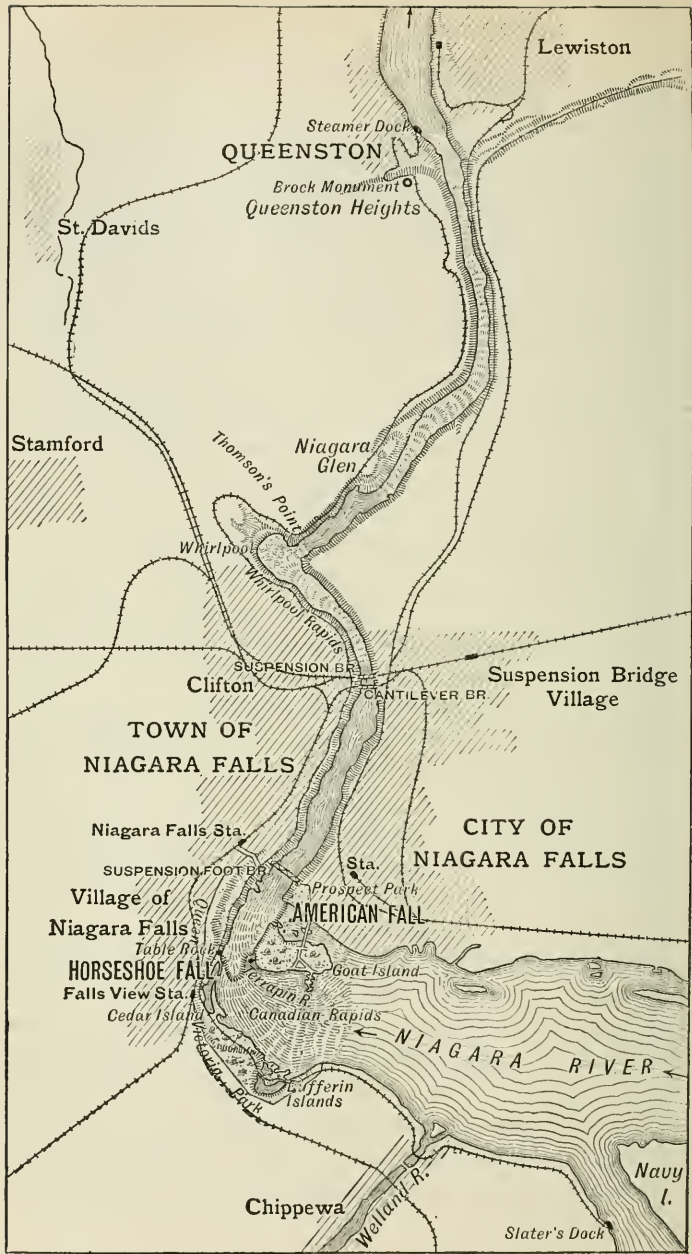 Lewiston
Steamer Dock
QUEENSTON
Brock Monument
Queenston Heights
St. Davids
Stamford
Niagara
Glen
Thomson's Point
Whirlpool
Whirlpool Rapids
SUSPENSION BR.
Clifton
CANTILEVER BR.
Suspension Bridge
Village
TOWN OF
NIAGARA FALLS
Niagara Falls Sta.
CITY OF
NIAGARA FALLS
SUSPENSION FOOT BR.
Sta.
Prospect Park
Village of
Niagara Falls
AMERICAN FALL
Table Rock
HORSESHOE FALL
Goat Island
Terrapin R.
Falls View Sta.
Cedar Island
Canadian Rapids
NIAGARA RIVER
Queen Victoria Park
Dufferin
Islands
Navy
I.
Chippewa
Welland R.
Slater's Dock